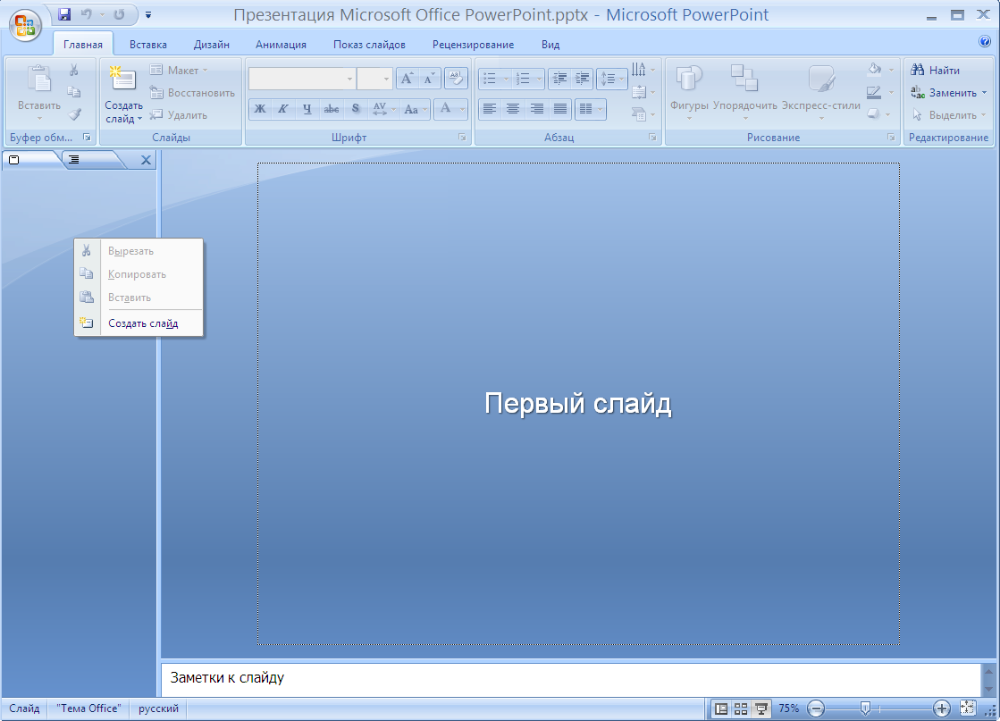 Презентация Microsoft Office PowerPoint.pptx - Microsoft PowerPoint
Главная Вставка Дизайн Анимация Показ слайдов Рецензирование Вид
Вставить
Буфер обм...
Создать слайд
Макет
Восстановить
Удалить
Слайды
Ж К Ч abc S AV Aa A
Шрифт
Абзац
Фигуры Упорядочить Экспресс-стили
Рисование
Найти
Заменить
Выделить
Редактирование
Вырезать
Копировать
Вставить
Создать слайд
Первый слайд
Заметки к слайду
Слайд "Тема Office" русский 75%